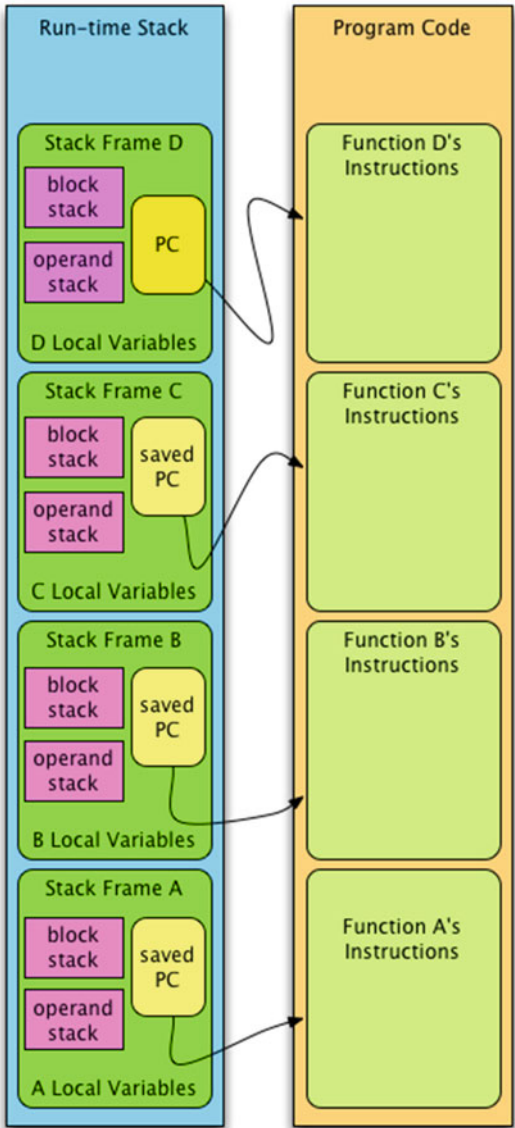 Run-time Stack
Stack Frame D
block
stack
PC
operand
stack
D Local Variables
Stack Frame C
block
stack
saved
PC
operand
stack
C Local Variables
Stack Frame B
block
stack
saved
PC
operand
stack
B Local Variables
Stack Frame A
block
stack
saved
PC
operand
stack
A Local Variables
Program Code
Function D's
Instructions
Function C's
Instructions
Function B's
Instructions
Function A's
Instructions